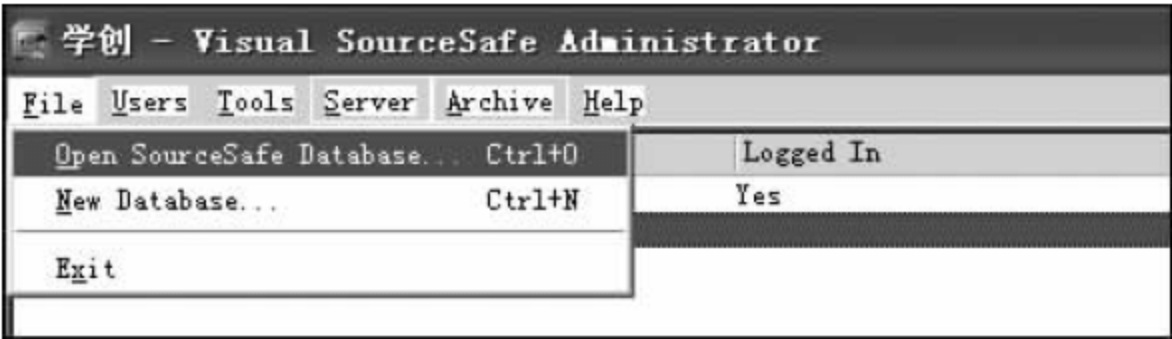 学创 - Visual SourceSafe Administrator
File Users Tools Server Archive Help
Open SourceSafe Database... Ctrl+O Logged In
New Database... Ctrl+N Yes
Exit